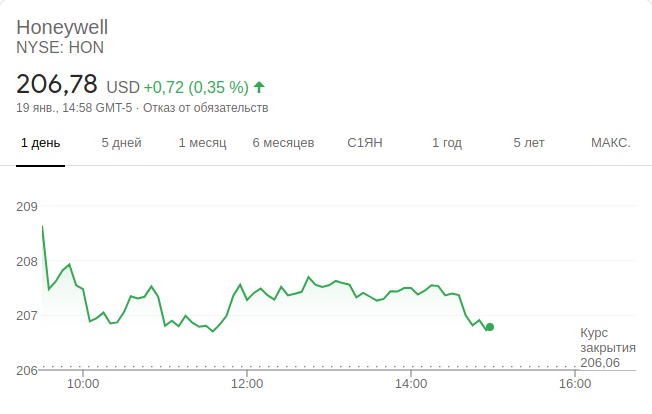 Honeywell
NYSE: HON
206,78 USD +0,72 (0,35 %)
19 янв., 14:58 GMT-5 · Отказ от обязательств
1 день 5 дней 1 месяц 6 месяцев С1ЯН 1 год 5 лет МАКС.
209
208
207
206
Курс
закрытия
206,06
10:00 12:00 14:00 16:00